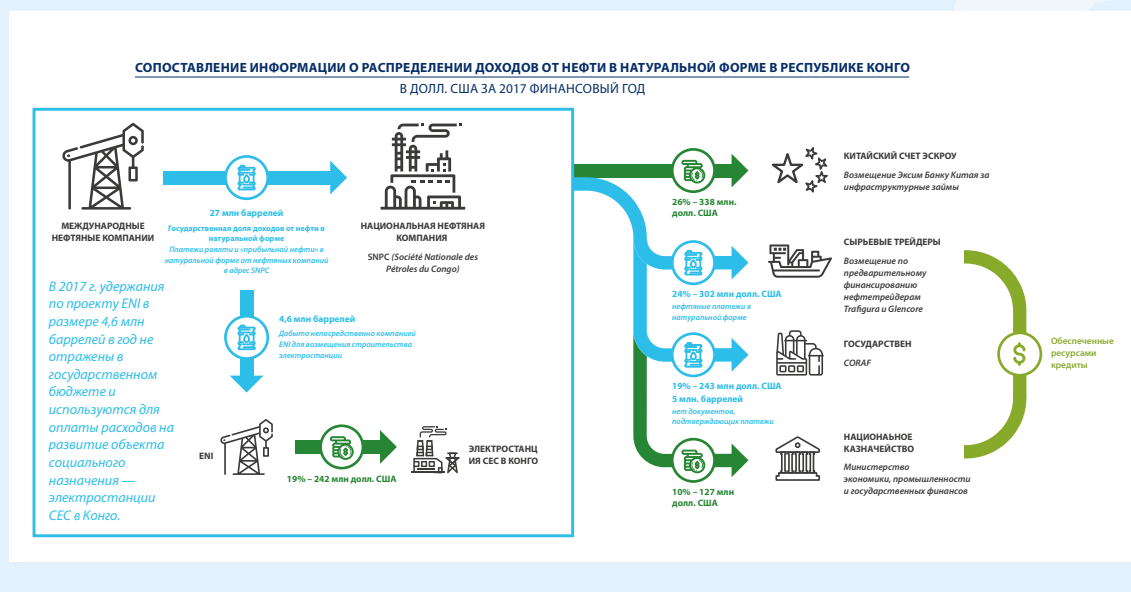 СОПОСТАВЛЕНИЕ ИНФОРМАЦИИ О РАСПРЕДЕЛЕНИИ ДОХОДОВ ОТ НЕФТИ В НАТУРАЛЬНОЙ ФОРМЕ В РЕСПУБЛИКЕ КОНГО
В ДОЛЛ. США ЗА 2017 ФИНАНСОВЫЙ ГОД
МЕЖДУНАРОДНЫЕ
НЕФТЯНЫЕ КОМПАНИИ
27 млн баррелей
Государственная доля доходов от нефти в
натуральной форме
Платежи роялти и «прибыльной нефти» в
натуральной форме от нефтяных компаний
в адрес SNPC
НАЦИОНАЛЬНАЯ НЕФТЯНАЯ
КОМПАНИЯ
SNPC (Société Nationale des
Pétroles du Congo)
В 2017 г. удержания
по проекту ENI в
размере 4,6 млн
баррелей в год не
отражены в
государственном
бюджете и
используются для
оплаты расходов на
развитие объекта
социального
назначения —
электростанции
СЕС в Конго.
4,6 млн баррелей
Добыто непосредственно компанией
ENI для возмещения строительства
электростанции
ENI
19% – 242 млн долл. США
ЭЛЕКТРОСТАНЦ
ИЯ СЕС В КОНГО
26% – 338 млн.
долл. США
КИТАЙСКИЙ СЧЕТ ЭСКРОУ
Возмещение Эксим Банку Китая за
инфраструктурные займы
24% – 302 млн долл. США
нефтяные платежи в
натуральной форме
СЫРЬЕВЫЕ ТРЕЙДЕРЫ
Возмещение по
предварительному
финансированию
нефтетрейдерам
Trafigura и Glencore
19% – 243 млн долл. США
5 млн. баррелей
нет документов,
подтверждающих платежи
ГОСУДАРСТВЕН
CORAF
10% – 127 млн
долл. США
НАЦИОНАЬНОЕ
КАЗНАЧЕЙСТВО
Министерство
экономики, промышленности
и государственных финансов
Обеспеченные
ресурсами
кредиты